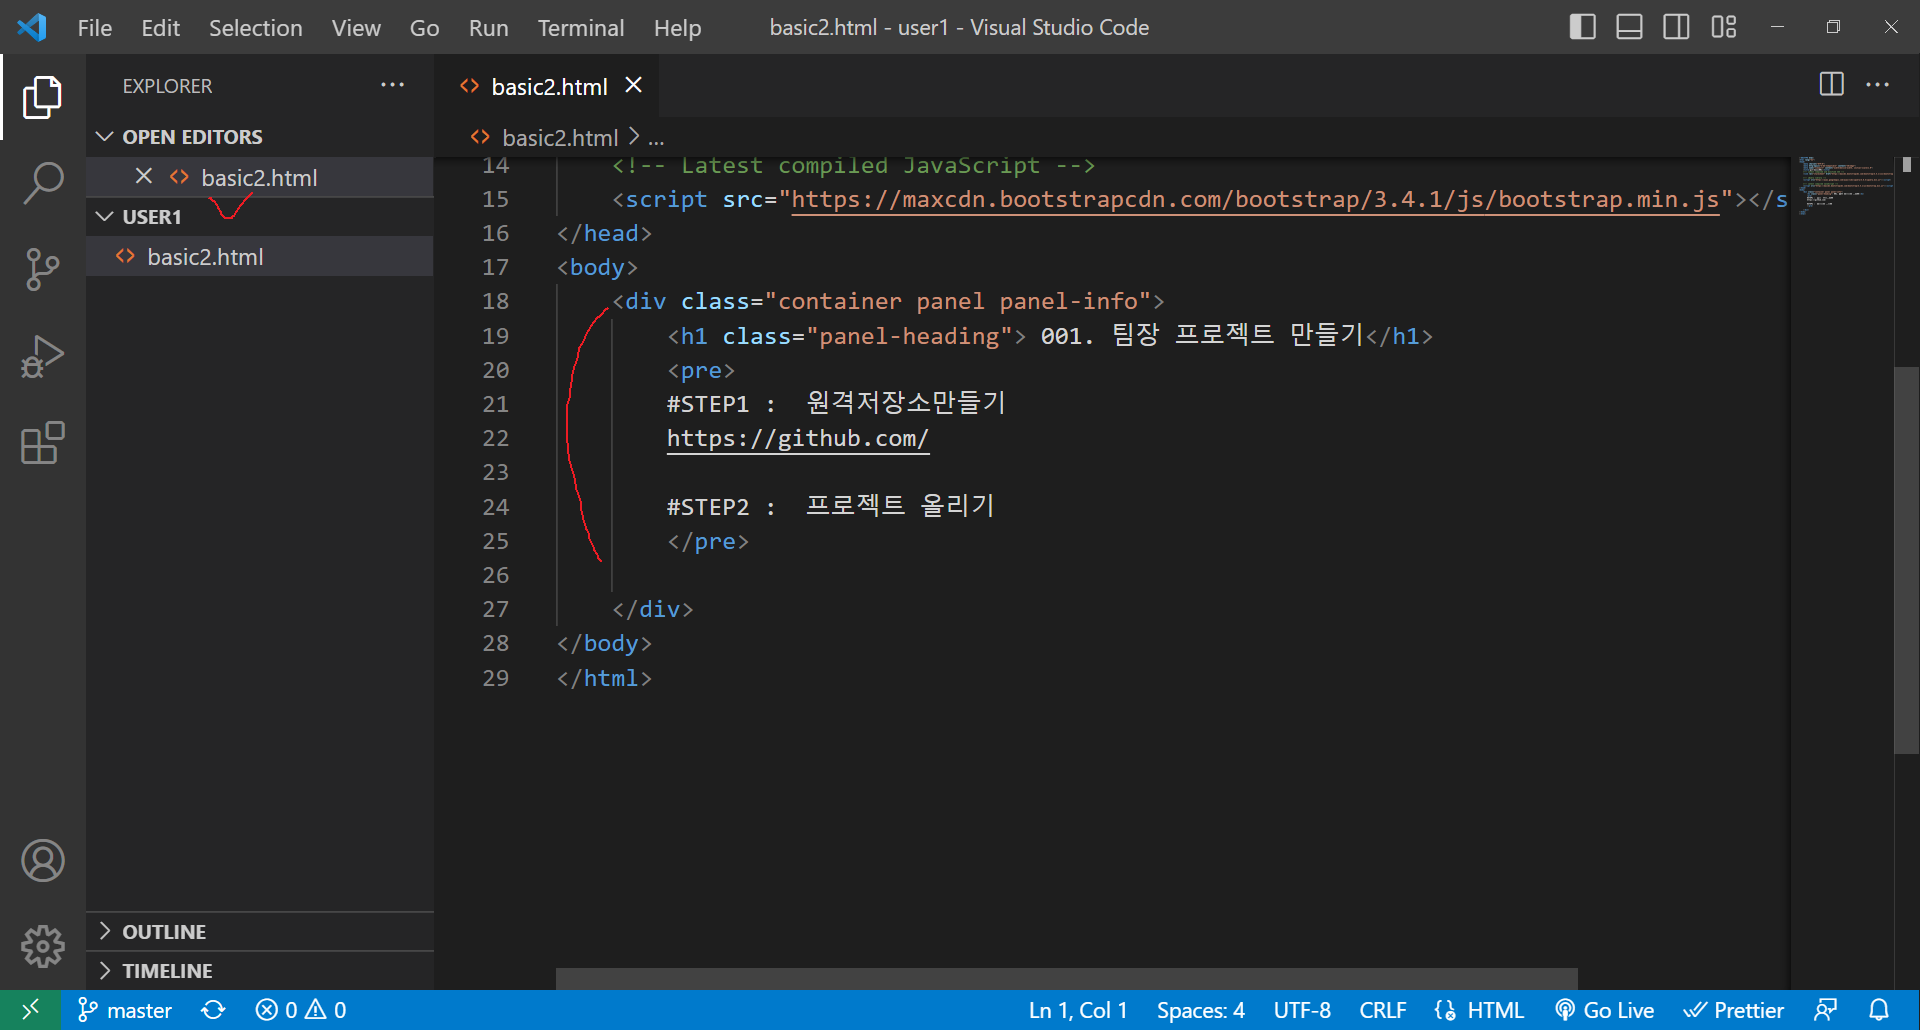 File Edit Selection View Go Run Terminal Help basic2.html - user1 - Visual Studio Code
EXPLORER
OPEN EDITORS
basic2.html
USER1
basic2.html
OUTLINE
TIMELINE
basic2.html
basic2.html > ...
14 <!-- Latest compiled JavaScript -->
15 <script src="https://maxcdn.bootstrapcdn.com/bootstrap/3.4.1/js/bootstrap.min.js"></s
16 </head>
17 <body>
18 <div class="container panel panel-info">
19 <h1 class="panel-heading"> 001. 팀장 프로젝트 만들기</h1>
20 <pre>
21 #STEP1 : 원격저장소만들기
22 https://github.com/
23
24 #STEP2 : 프로젝트 올리기
25 </pre>
26
27 </div>
28 </body>
29 </html>
master 0 0 Ln 1, Col 1 Spaces: 4 UTF-8 CRLF HTML Go Live Prettier